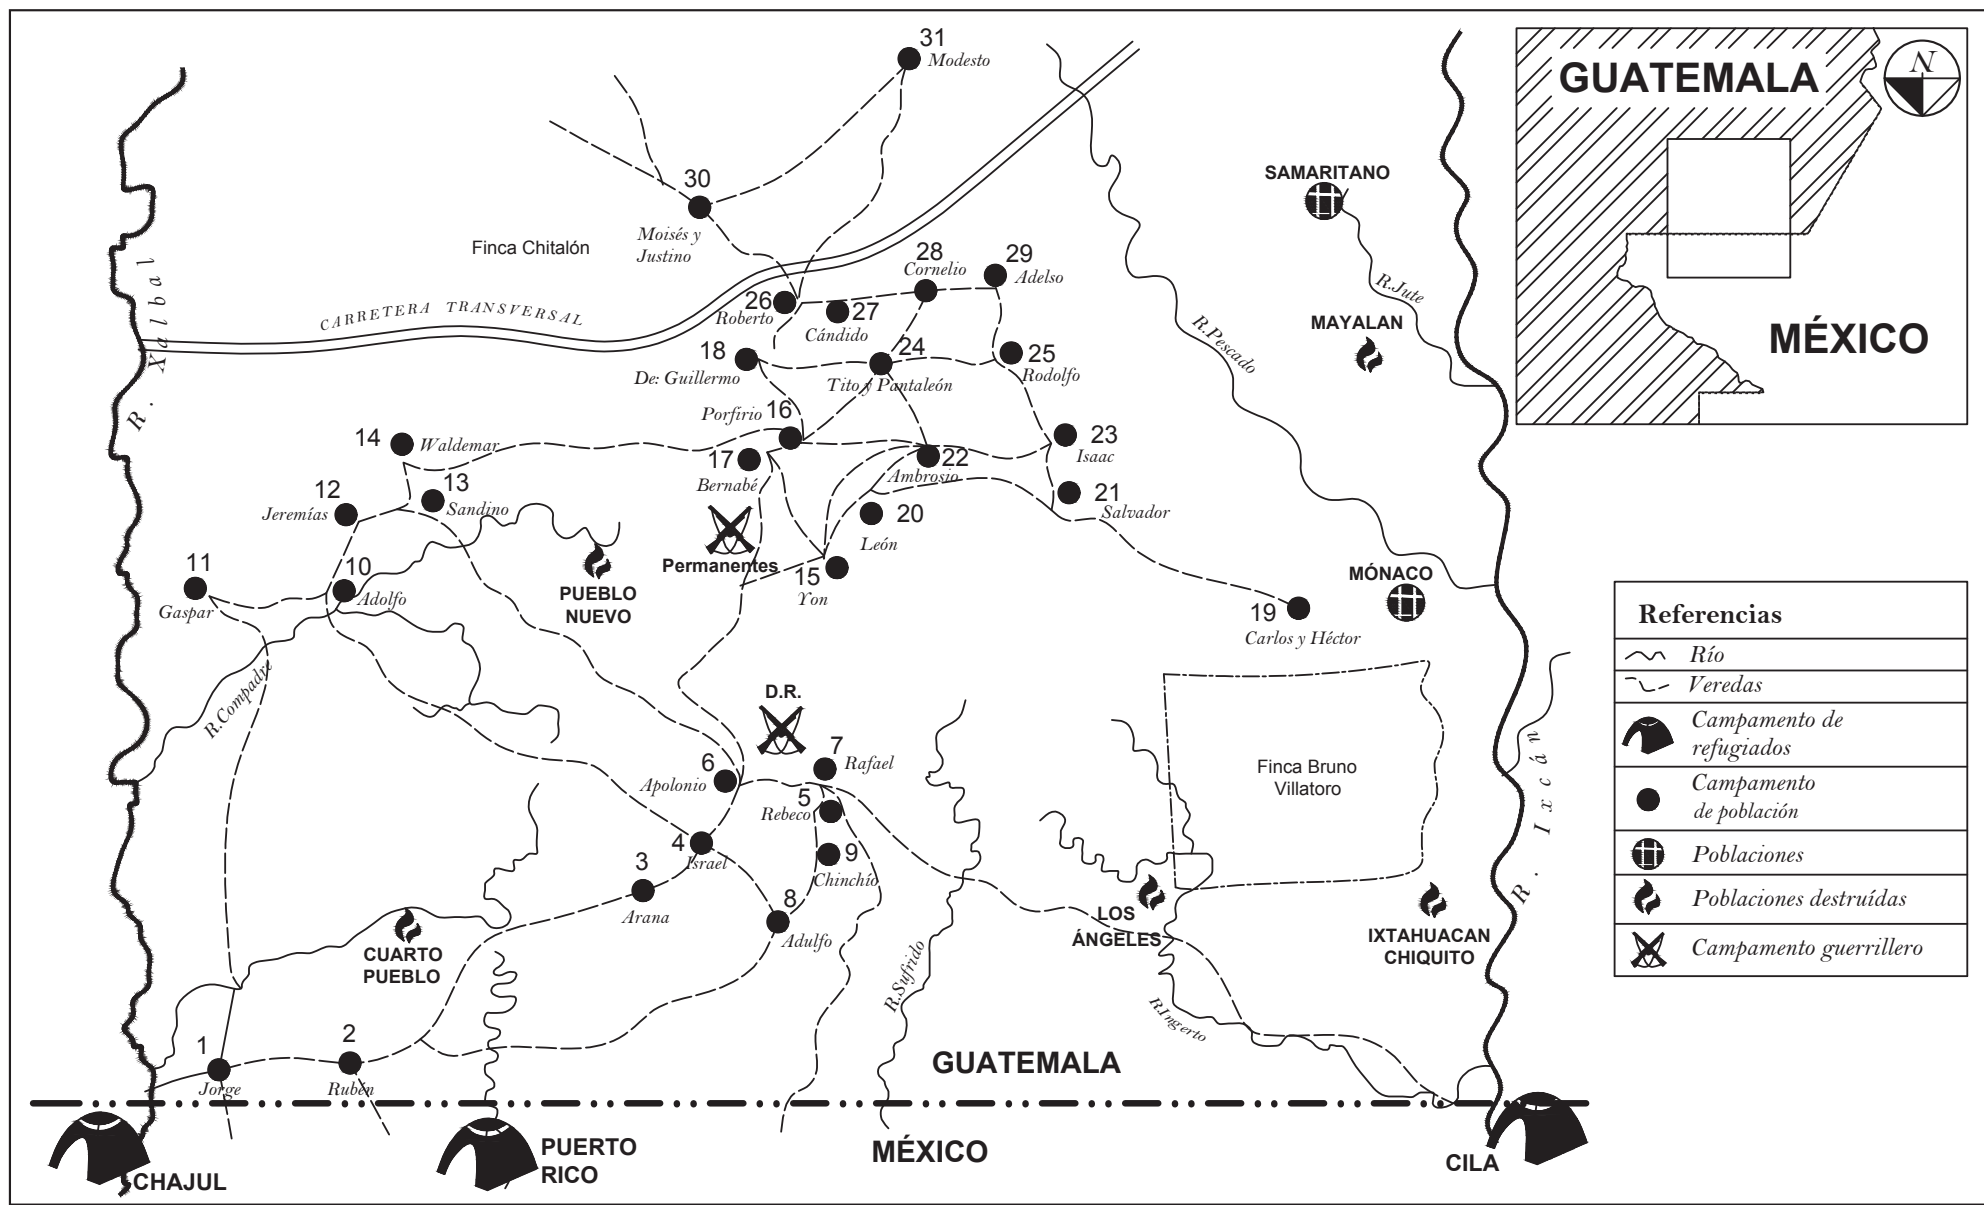 31
Modesto
30
Moisés y
Justino
Finca Chitalón
CARRETERA TRANSVERSAL
R. Xalbal
26
Roberto
27
Cándido
28
Cornelio
29
Adelso
18
De: Guillermo
24
Tito y Pantaleón
25
Rodolfo
Porfirio
16
17
Bernabé
14
Waldemar
13
Sandino
12
Jeremías
22
Ambrosio
23
Isaac
21
Salvador
20
León
15
Yon
Permanentes
PUEBLO
NUEVO
11
Gaspar
10
Adolfo
R.Compadre
19
Carlos y Héctor
MÓNACO
SAMARITANO
R.Jute
MAYALAN
R.Pescado
D.R.
7
Rafael
6
Apolonio
5
Rebeco
4
Israel
9
Chinchío
3
Arana
8
Adulfo
CUARTO
PUEBLO
R.Sufrido
Finca Bruno
Villatoro
LOS
ÁNGELES
IXTAHUACAN
CHIQUITO
R. Ixcán
R.Ingerto
1
Jorge
2
Rubén
GUATEMALA
MÉXICO
CHAJUL
PUERTO
RICO
CILA
GUATEMALA
N
MÉXICO
Referencias
Río
Veredas
Campamento de
refugiados
Campamento
de población
Poblaciones
Poblaciones destruídas
Campamento guerrillero